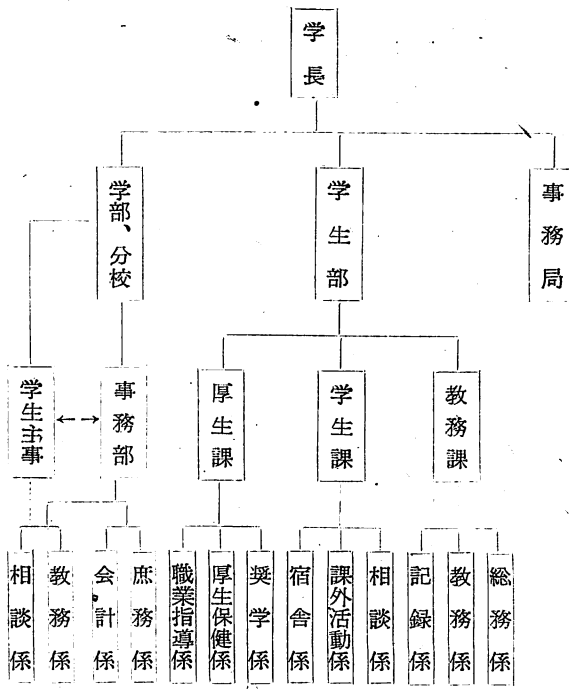 学長
事務局
学生部
学部、分校
教務課
学生課
厚生課
事務部
学生主事
総務係
教務係
記録係
相談係
課外活動係
宿舎係
奨学係
厚生保健係
職業指導係
庶務係
会計係
教務係
相談係